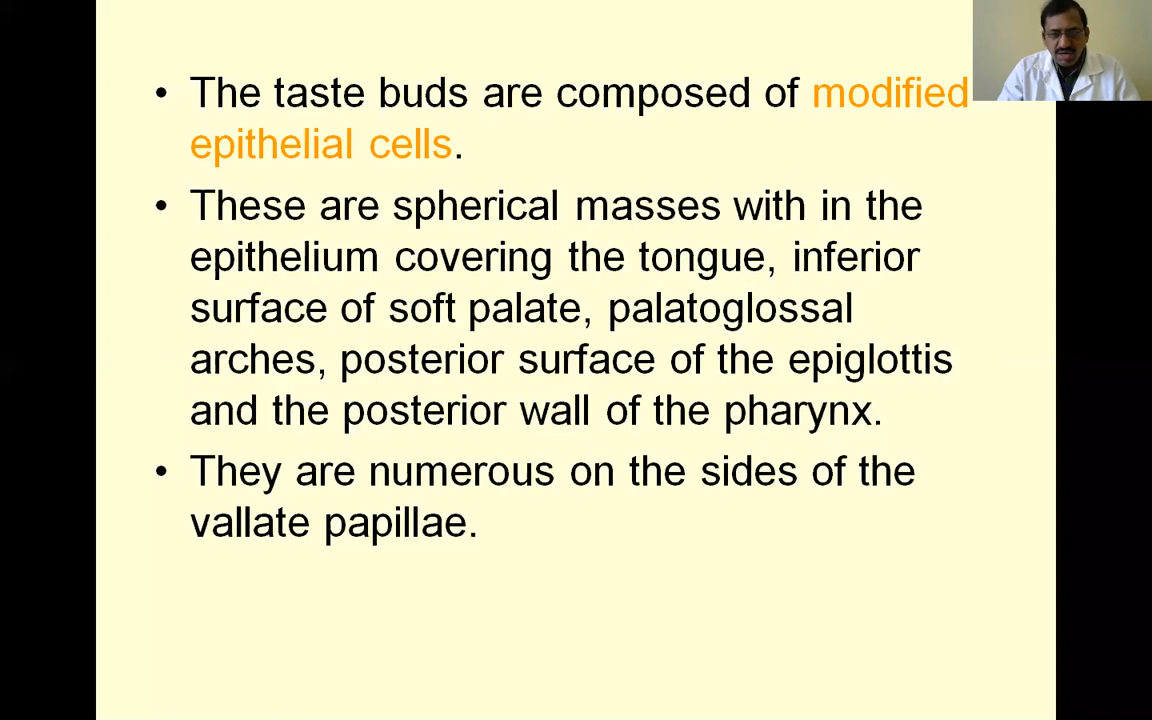 • The taste buds are composed of modified
epithelial cells.
• These are spherical masses with in the
epithelium covering the tongue, inferior
surface of soft palate, palatoglossal
arches, posterior surface of the epiglottis
and the posterior wall of the pharynx.
• They are numerous on the sides of the
vallate papillae.